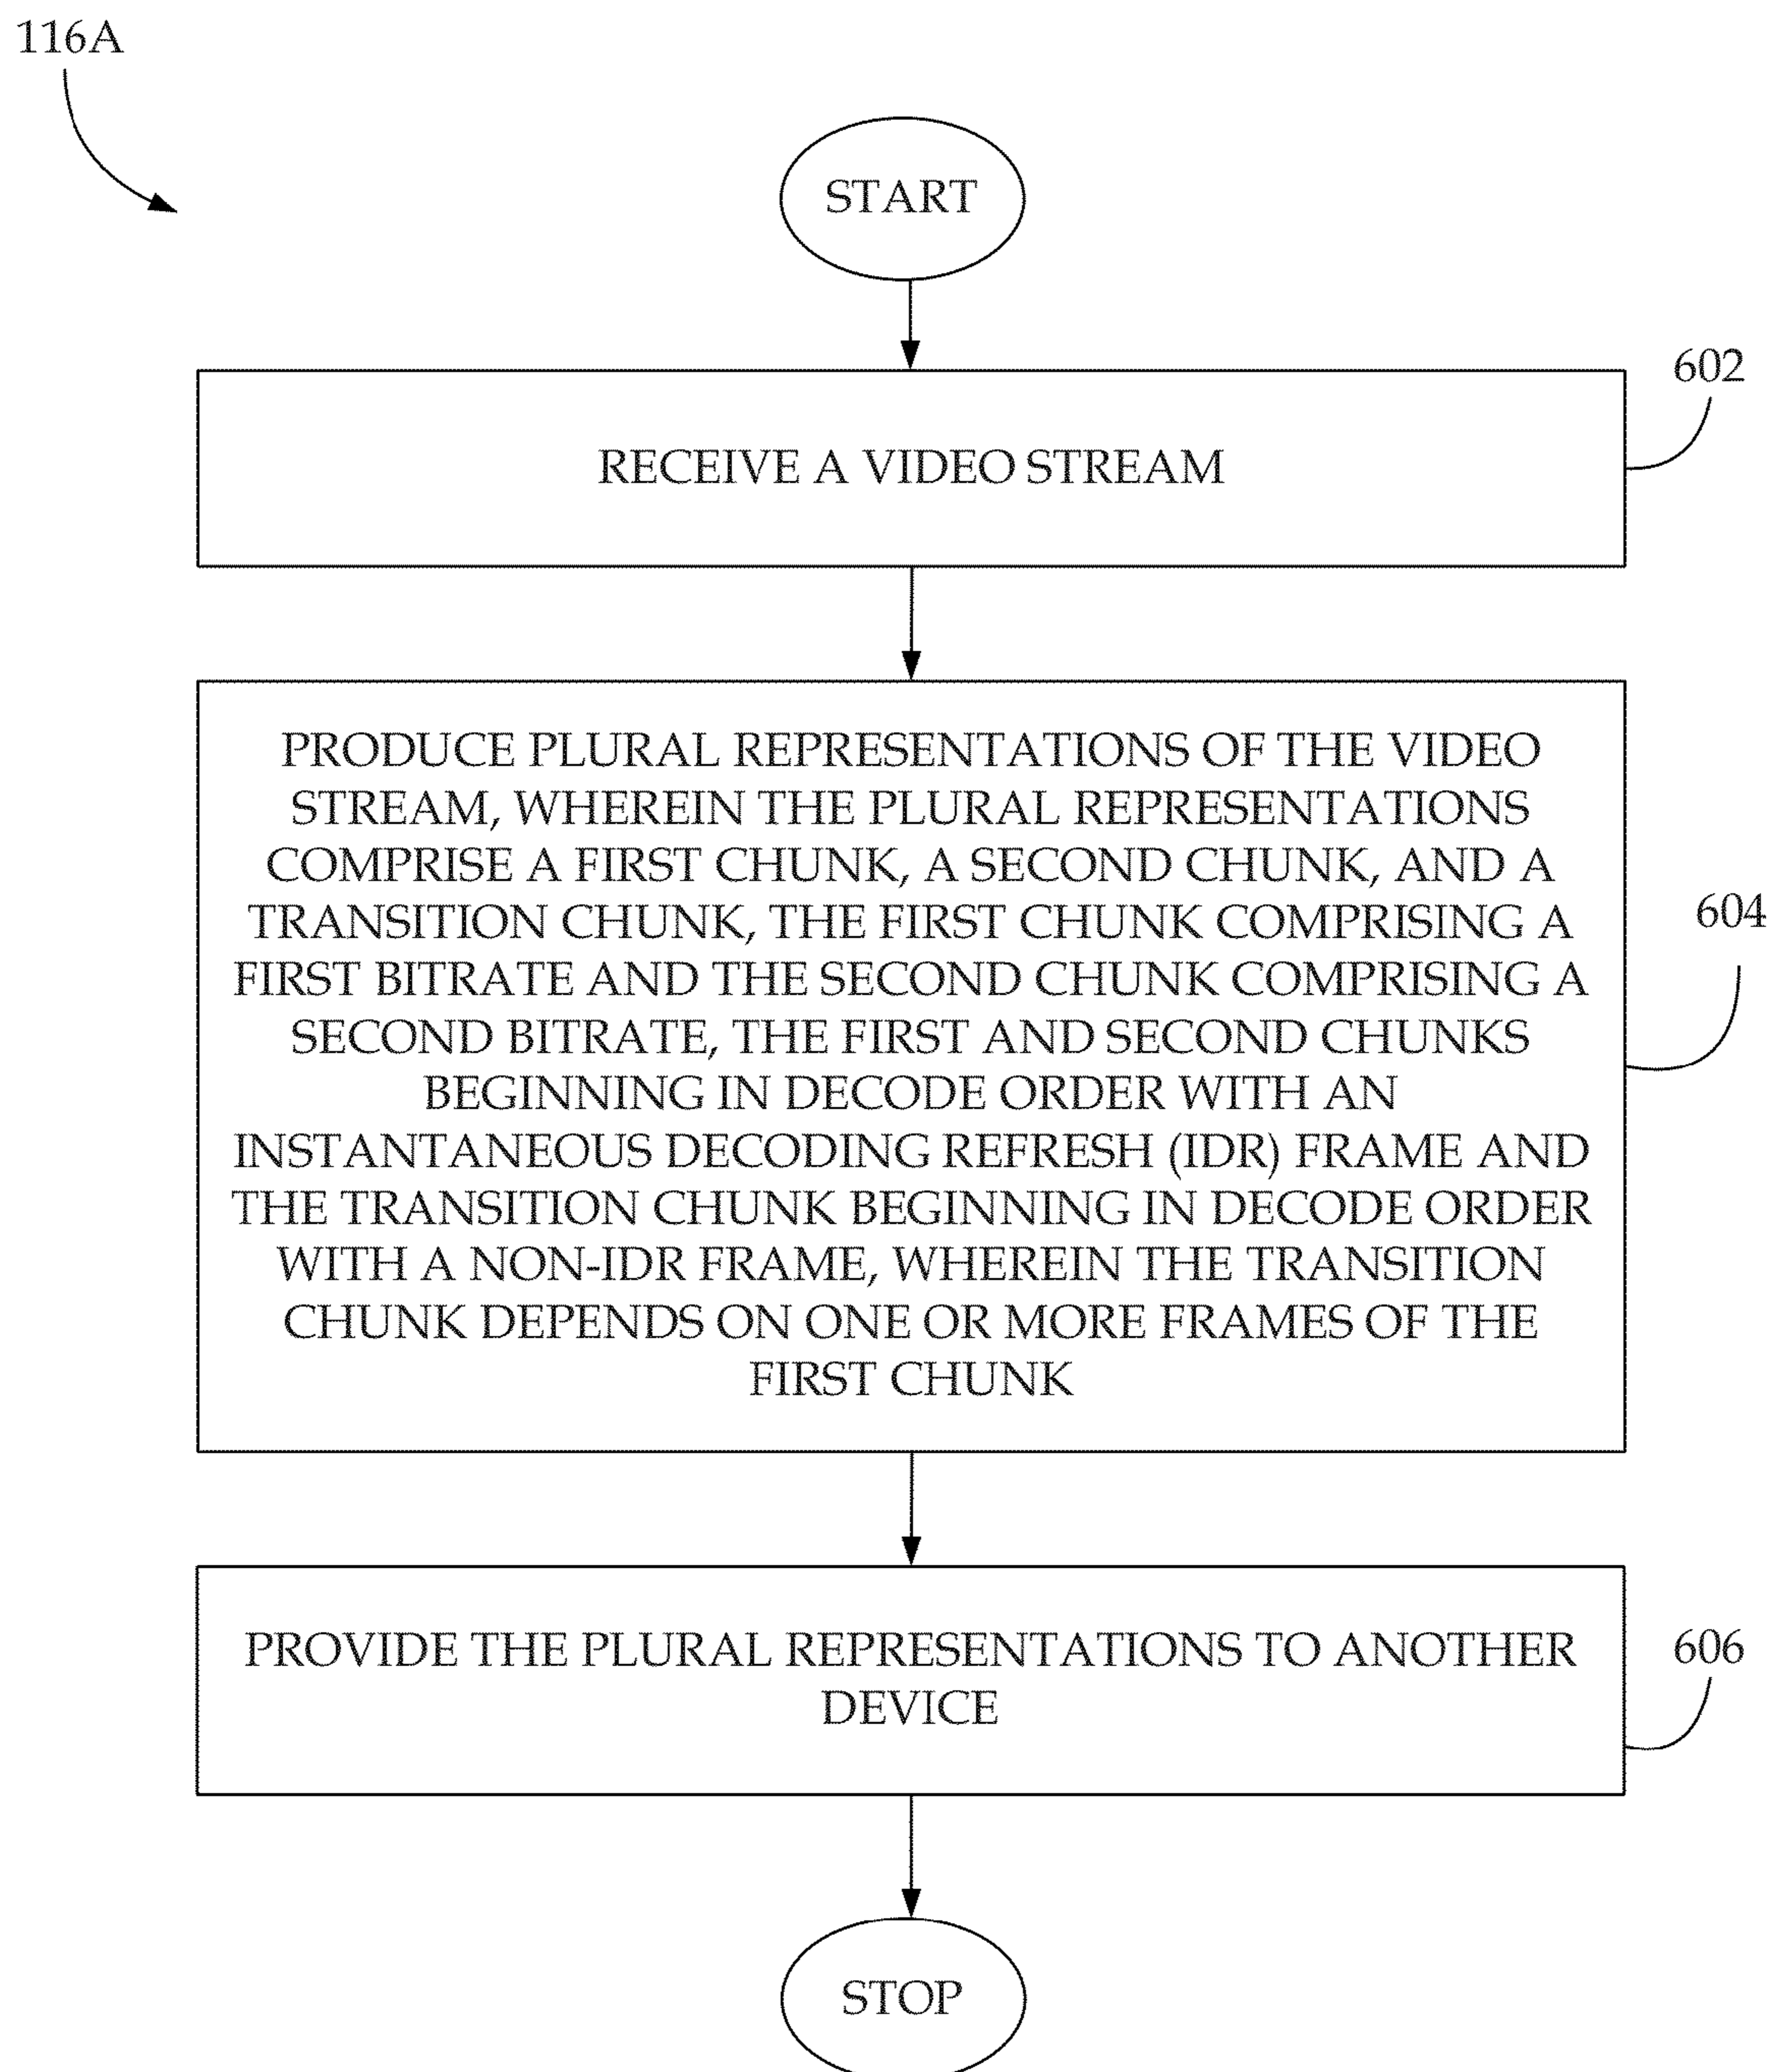 116A
START
602
RECEIVE A VIDEO STREAM
PRODUCE PLURAL REPRESENTATIONS OF THE VIDEO
STREAM, WHEREIN THE PLURAL REPRESENTATIONS
COMPRISE A FIRST CHUNK, A SECOND CHUNK, AND A
TRANSITION CHUNK, THE FIRST CHUNK COMPRISING A
FIRST BITRATE AND THE SECOND CHUNK COMPRISING A
SECOND BITRATE, THE FIRST AND SECOND CHUNKS
BEGINNING IN DECODE ORDER WITH AN
INSTANTANEOUS DECODING REFRESH (IDR) FRAME AND
THE TRANSITION CHUNK BEGINNING IN DECODE ORDER
WITH A NON-IDR FRAME, WHEREIN THE TRANSITION
CHUNK DEPENDS ON ONE OR MORE FRAMES OF THE
FIRST CHUNK
604
PROVIDE THE PLURAL REPRESENTATIONS TO ANOTHER
DEVICE
606
STOP